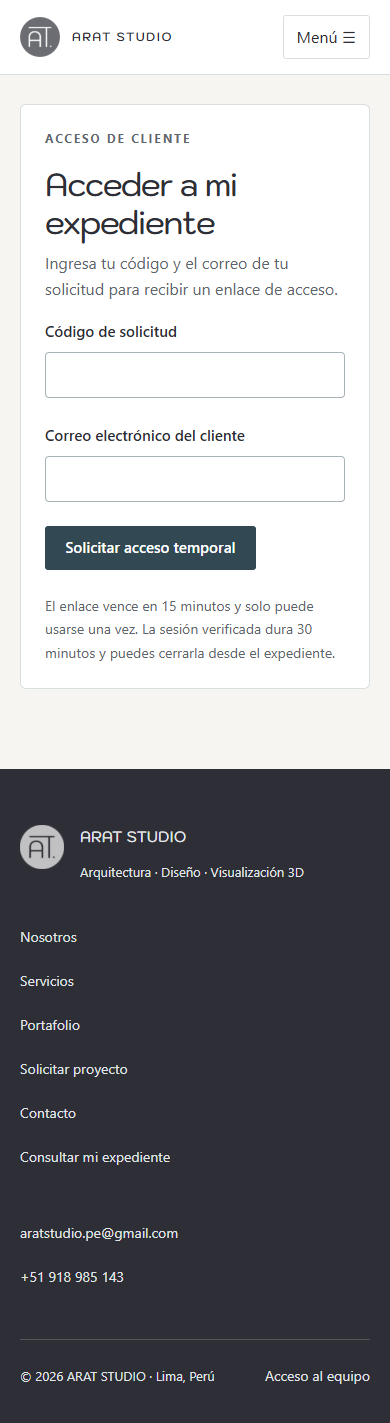 AT.
ARAT STUDIO
Menú ☰
ACCESO DE CLIENTE
Acceder a mi
expediente
Ingresa tu código y el correo de tu
solicitud para recibir un enlace de acceso.
Código de solicitud
Correo electrónico del cliente
Solicitar acceso temporal
El enlace vence en 15 minutos y solo puede
usarse una vez. La sesión verificada dura 30
minutos y puedes cerrarla desde el expediente.
AT.
ARAT STUDIO
Arquitectura · Diseño · Visualización 3D
Nosotros
Servicios
Portafolio
Solicitar proyecto
Contacto
Consultar mi expediente
aratstudio.pe@gmail.com
+51 918 985 143
© 2026 ARAT STUDIO · Lima, Perú
Acceso al equipo